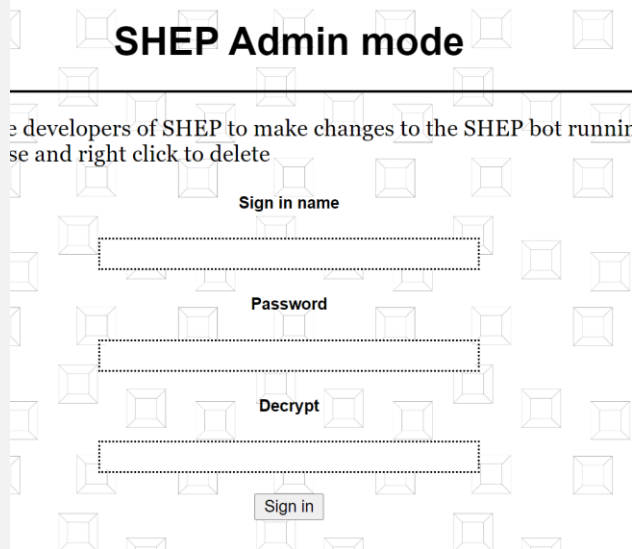 SHEP Admin mode
e developers of SHEP to make changes to the SHEP bot
se and right click to delete
Sign in name
Password
Decrypt
Sign in